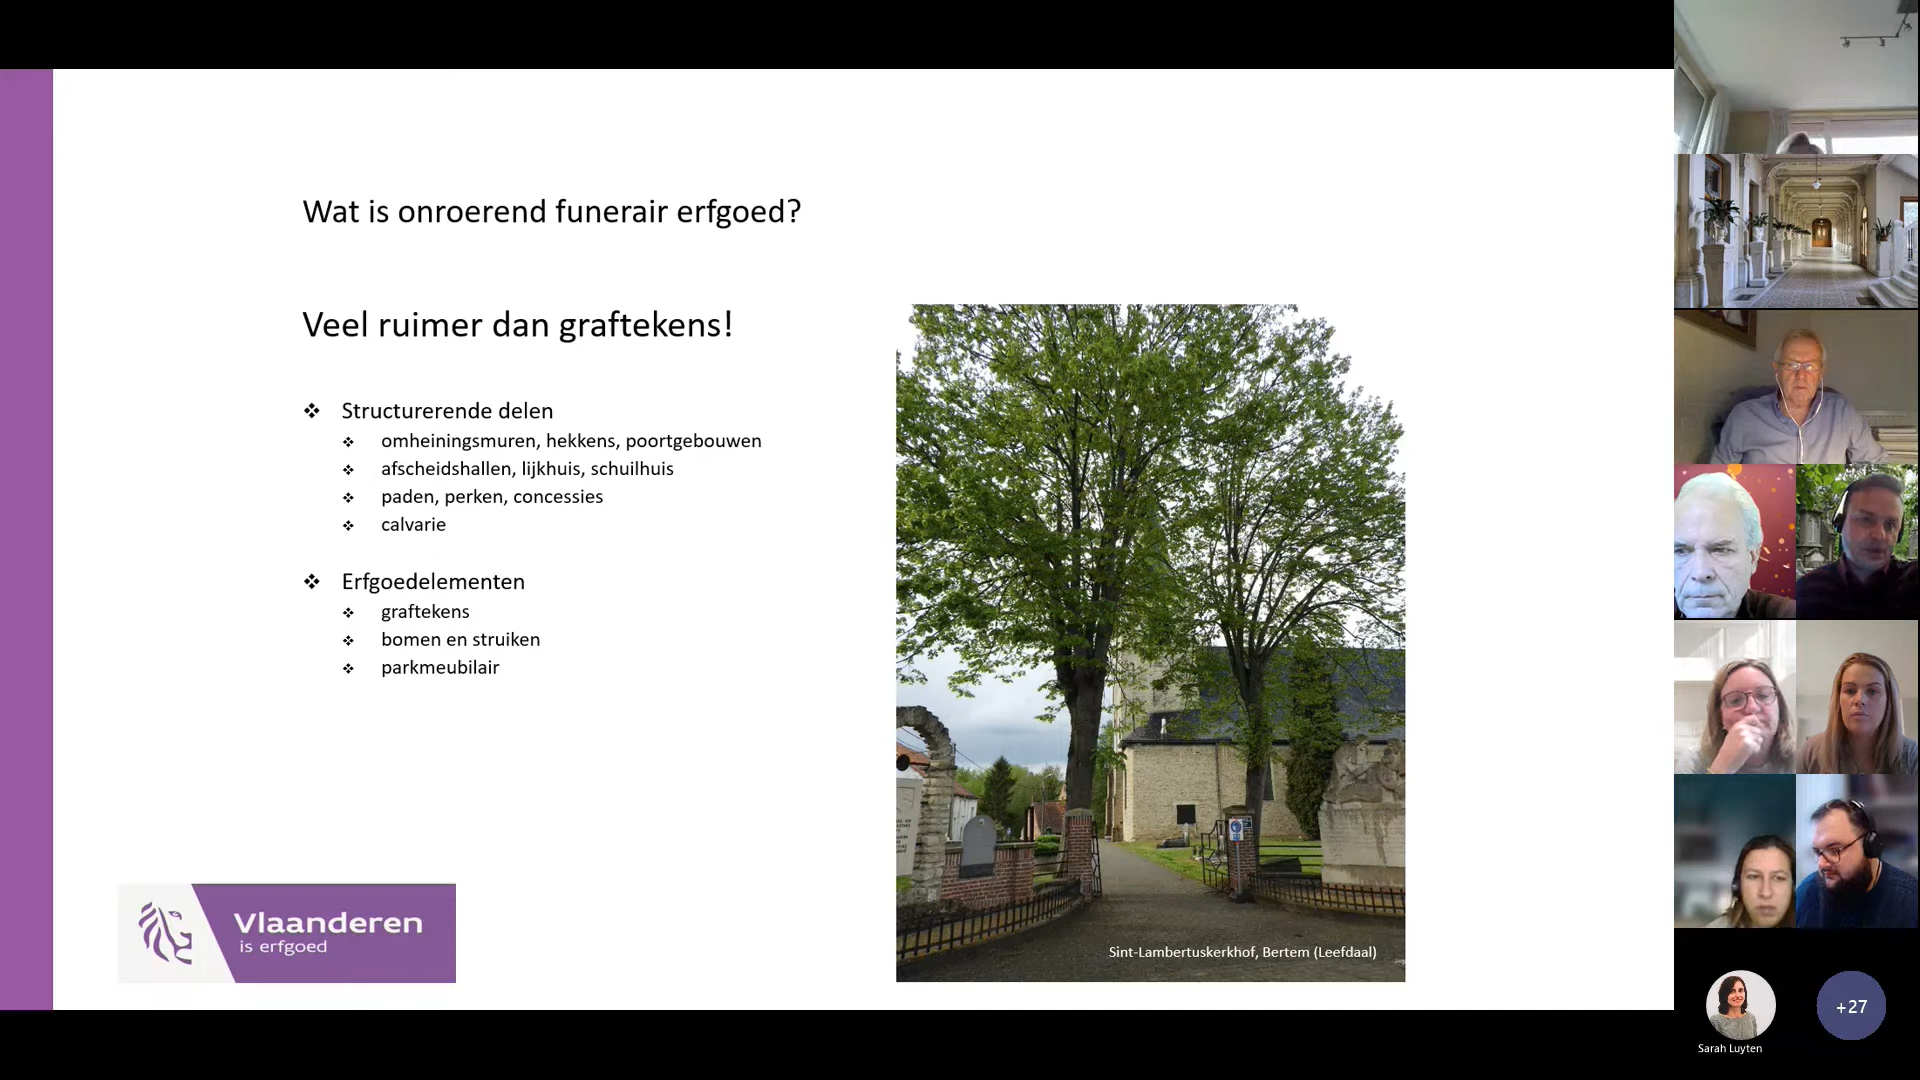 Wat is onroerend funerair erfgoed?
Veel ruimer dan graftekens!
❖ Structurerende delen
❖ omheiningsmuren, hekkens, poortgebouwen
❖ afscheidshallen, lijkhuis, schuilhuis
❖ paden, perken, concessies
❖ calvarie
❖ Erfgoedelementen
❖ graftekens
❖ bomen en struiken
❖ parkmeubilair
Vlaanderen
is erfgoed
Sint-Lambertuskerkhof, Bertem (Leefdaal)
+27
Sarah Luyten